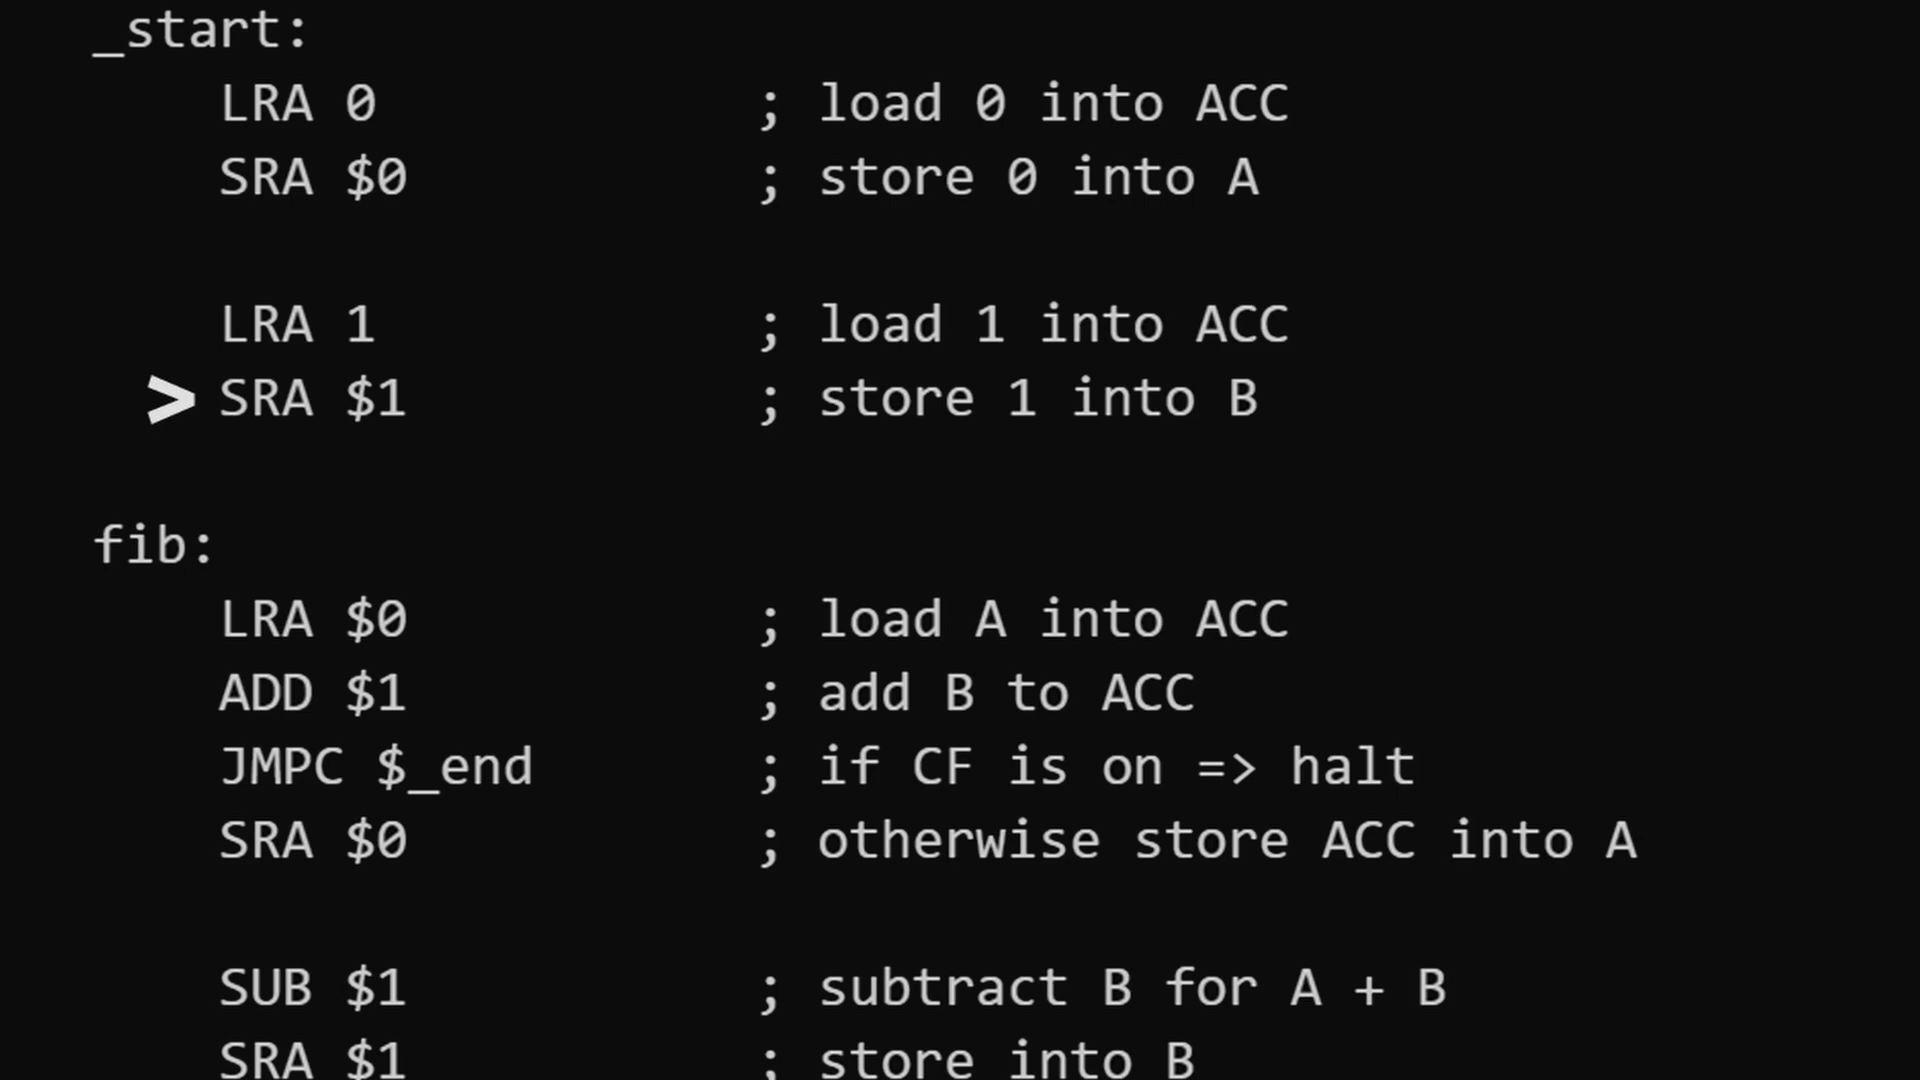 _start:
LRA 0 ; load 0 into ACC
SRA $0 ; store 0 into A
LRA 1 ; load 1 into ACC
> SRA $1 ; store 1 into B
fib:
LRA $0 ; load A into ACC
ADD $1 ; add B to ACC
JMPC $_end ; if CF is on => halt
SRA $0 ; otherwise store ACC into A
SUB $1 ; subtract B for A + B
SRA $1 ; store into B